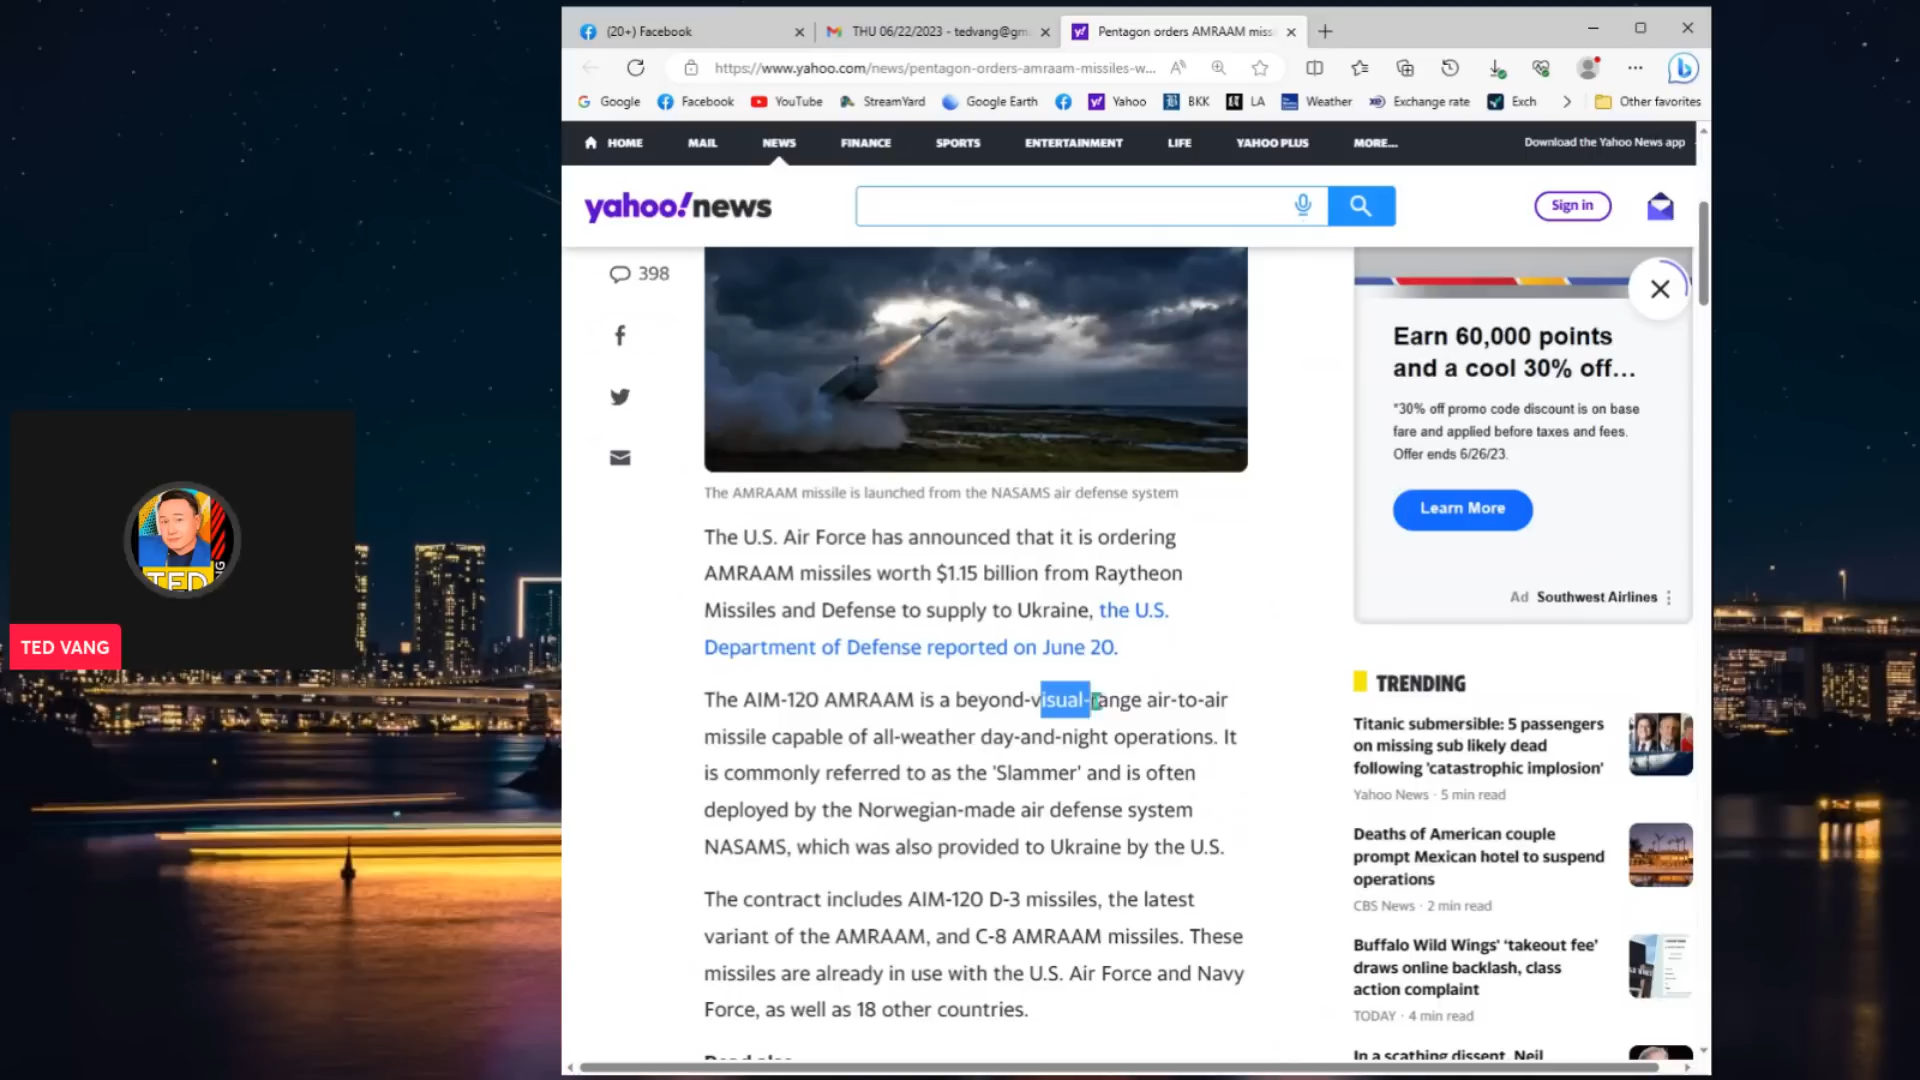 (20+) Facebook
THU 06/22/2023 - tedvang@gm
Pentagon orders AMRAAM miss
https://www.yahoo.com/news/pentagon-orders-amraam-missiles-w...
Google
Facebook
YouTube
StreamYard
Google Earth
Yahoo
BKK
LA
Weather
Exchange rate
Exch
Other favorites
HOME
MAIL
NEWS
FINANCE
SPORTS
ENTERTAINMENT
LIFE
YAHOO PLUS
MORE...
Download the Yahoo News app
yahoo!news
Sign in
398
The AMRAAM missile is launched from the NASAMS air defense system
The U.S. Air Force has announced that it is ordering
AMRAAM missiles worth $1.15 billion from Raytheon
Missiles and Defense to supply to Ukraine, the U.S.
Department of Defense reported on June 20.
The AIM-120 AMRAAM is a beyond-visual-range air-to-air
missile capable of all-weather day-and-night operations. It
is commonly referred to as the 'Slammer' and is often
deployed by the Norwegian-made air defense system
NASAMS, which was also provided to Ukraine by the U.S.
The contract includes AIM-120 D-3 missiles, the latest
variant of the AMRAAM, and C-8 AMRAAM missiles. These
missiles are already in use with the U.S. Air Force and Navy
Force, as well as 18 other countries.
Earn 60,000 points
and a cool 30% off...
*30% off promo code discount is on base
fare and applied before taxes and fees.
Offer ends 6/26/23.
Learn More
Ad Southwest Airlines
TRENDING
Titanic submersible: 5 passengers
on missing sub likely dead
following 'catastrophic implosion'
Yahoo News · 5 min read
Deaths of American couple
prompt Mexican hotel to suspend
operations
CBS News · 2 min read
Buffalo Wild Wings' ‘takeout fee’
draws online backlash, class
action complaint
TODAY · 4 min read
In a scathing dissent, Neil
TED
TED VANG